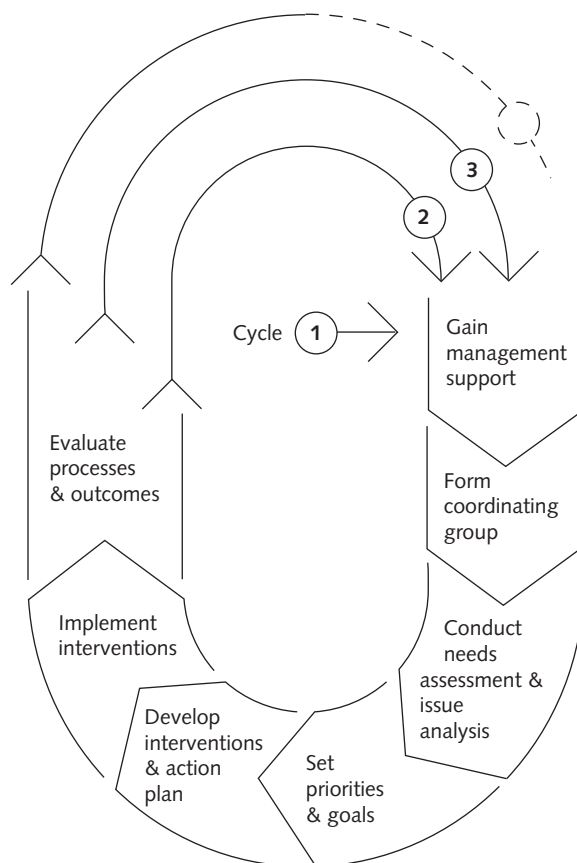 3
2
Cycle 1
Gain
management
support
Form
coordinating
group
Conduct
needs
assessment &
issue
analysis
Set
priorities
& goals
Develop
interventions
& action
plan
Implement
interventions
Evaluate
processes
& outcomes